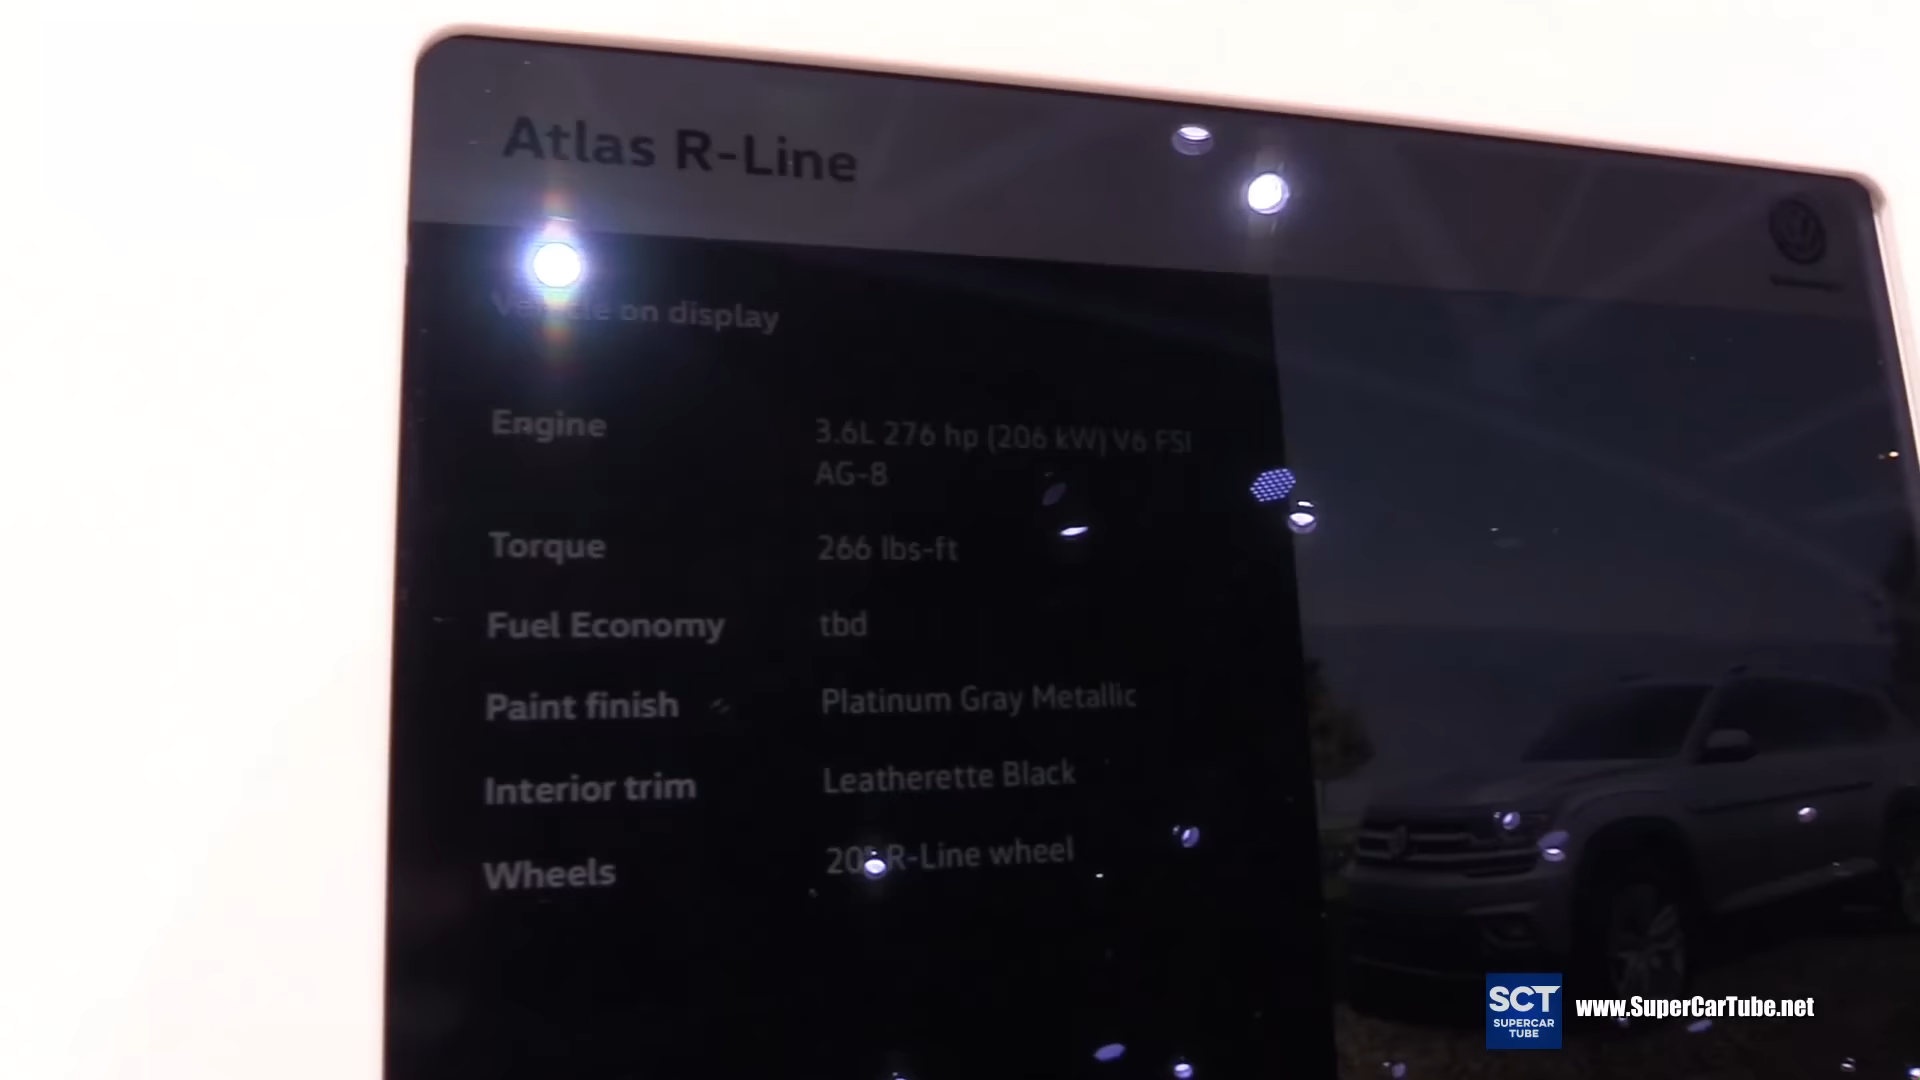 Atlas R-Line
Vehicle on display
Engine
3.6L 276 hp (206 kW) V6 FSI
AG-8
Torque
266 lbs-ft
Fuel Economy
tbd
Paint finish
Platinum Gray Metallic
Interior trim
Leatherette Black
Wheels
20" R-Line wheel
SCT
SUPERCAR
TUBE
www.SuperCarTube.net